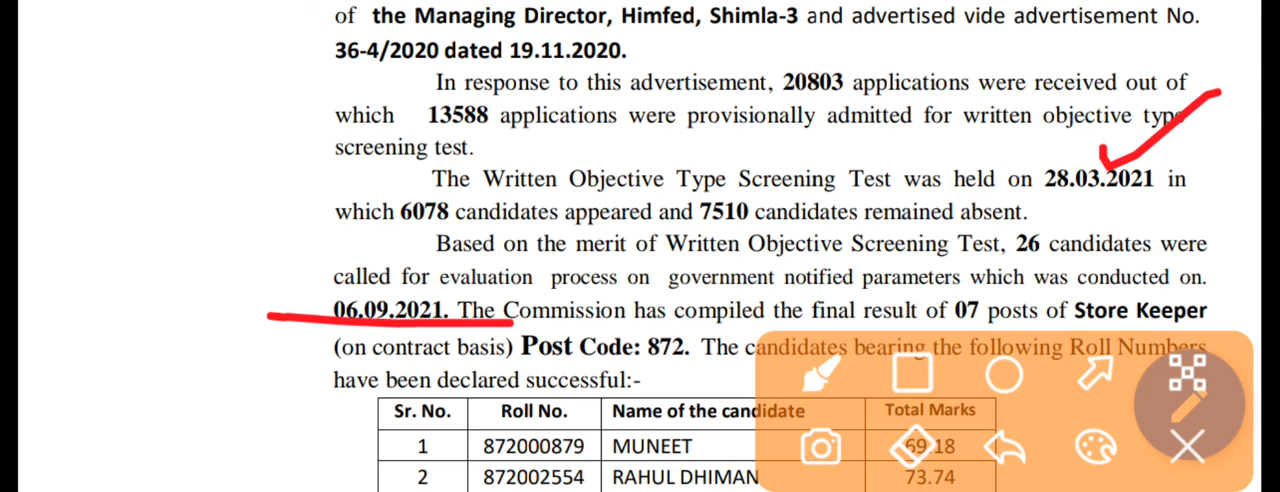 of the Managing Director, Himfed, Shimla-3 and advertised vide advertisement No.
36-4/2020 dated 19.11.2020.
In response to this advertisement, 20803 applications were received out of
which 13588 applications were provisionally admitted for written objective type
screening test.
The Written Objective Type Screening Test was held on 28.03.2021 in
which 6078 candidates appeared and 7510 candidates remained absent.
Based on the merit of Written Objective Screening Test, 26 candidates were
called for evaluation process on government notified parameters which was conducted on.
06.09.2021. The Commission has compiled the final result of 07 posts of Store Keeper
(on contract basis) Post Code: 872. The candidates bearing the following Roll Numbers
have been declared successful:-
Sr. No. Roll No. Name of the candidate Total Marks
1 872000879 MUNEET 69.18
2 872002554 RAHUL DHIMAN 73.74